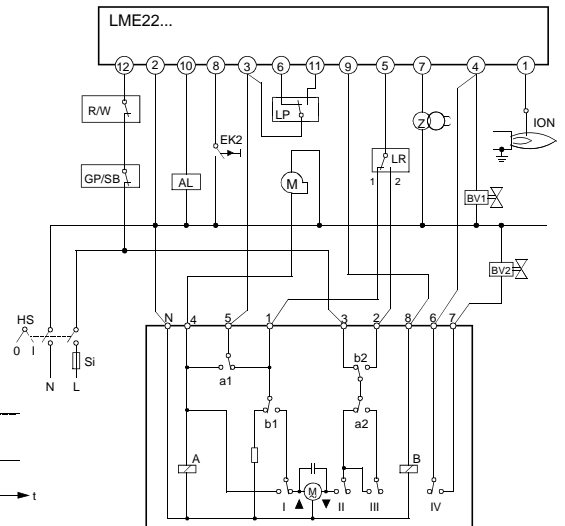 LME22...
12 2 10 8 3 6 11 9 5 7 4 1
R/W
LP
Z
ION
EK2
GP/SB
AL
M
LR
1 2
BV1
BV2
HS
0 I
Si
N L
N 4 5 1 3 2 8 6 7
a1
b2
b1
a2
A
B
M
I II III IV
t